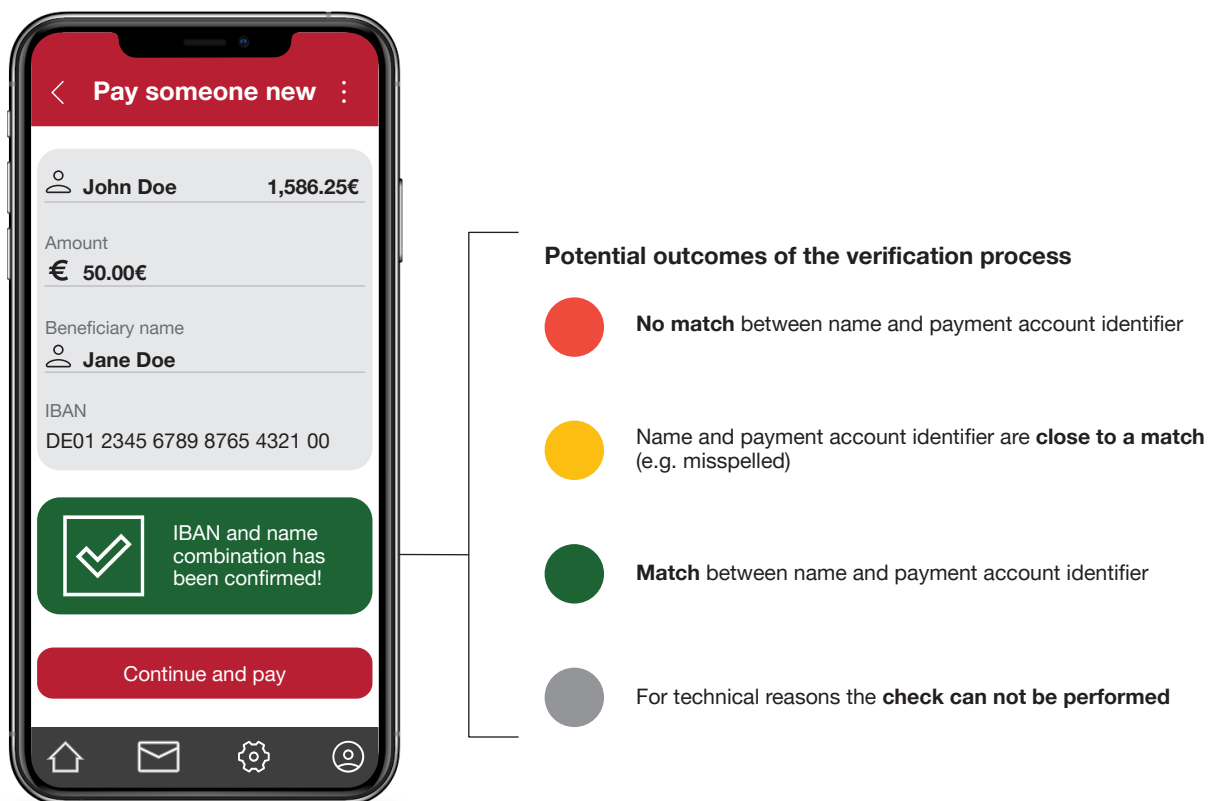 Pay someone new
John Doe 1,586.25€
Amount
€ 50.00€
Beneficiary name
Jane Doe
IBAN
DE01 2345 6789 8765 4321 00
IBAN and name
combination has
been confirmed!
Continue and pay
Potential outcomes of the verification process
No match between name and payment account identifier
Name and payment account identifier are close to a match
(e.g. misspelled)
Match between name and payment account identifier
For technical reasons the check can not be performed